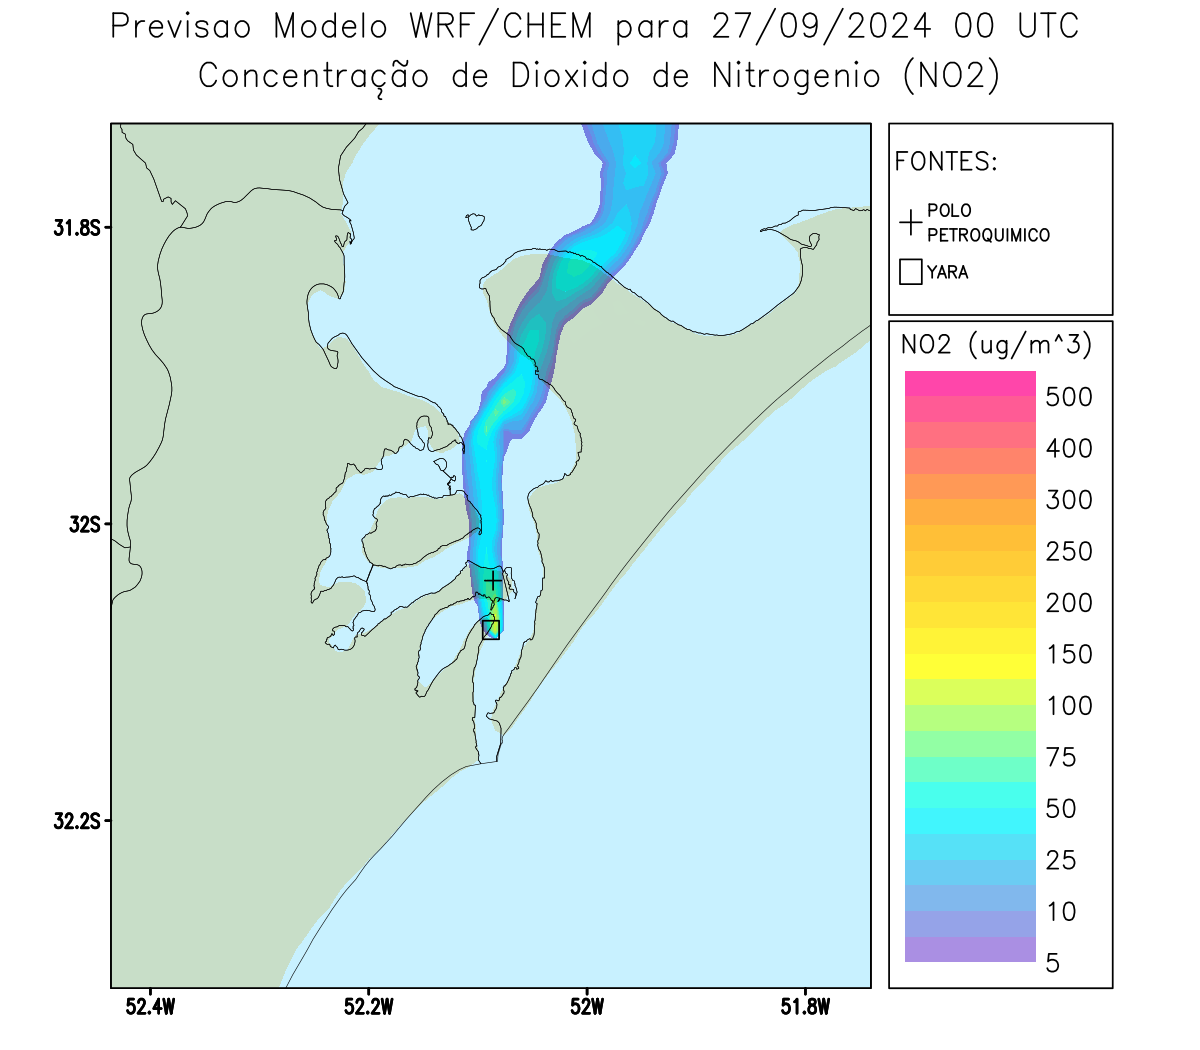 Previsao Modelo WRF/CHEM para 27/09/2024 00 UTC
Concentração de Dioxido de Nitrogenio (NO2)
FONTES:
POLO
PETROQUIMICO
YARA
NO2 (ug/m^3)
500
400
300
250
200
150
100
75
50
25
10
5
31.8S
32S
32.2S
52.4W
52.2W
52W
51.8W